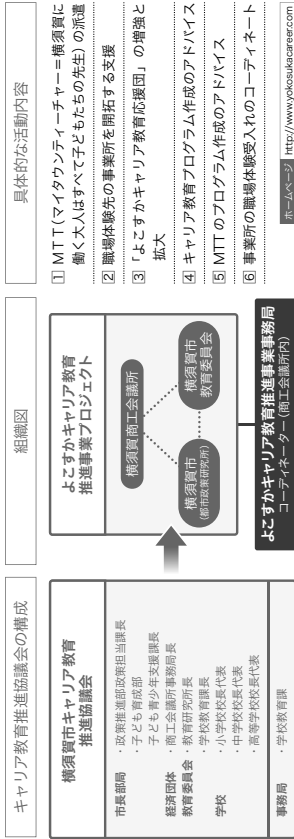 キャリア教育推進協議会の構成
横須賀市キャリア教育
推進協議会
市長部局 ・政策推進部政策担当課長
・子ども育成部
子ども青少年支援課長
経済団体 ・商工会議所事務局長
教育委員会 ・教育研究所長
・学校教育課長
学校 ・小学校校長代表
・中学校校長代表
・高等学校校長代表
事務局 ・学校教育課
組織図
よこすかキャリア教育
推進事業プロジェクト
横須賀商工会議所
横須賀市
(都市政策研究所)
横須賀市
教育委員会
よこすかキャリア教育推進事業事務局
コーディネーター(商工会議所内)
具体的な活動内容
1 MTT(マイタウンティーチャー=横須賀に
働く大人はすべて子どもたちの先生)の派遣
2 職場体験先の事業所を開拓する支援
3 「よこすかキャリア教育応援団」の増強と
拡大
4 キャリア教育プログラム作成のアドバイス
5 MTTのプログラム作成のアドバイス
6 事業所の職場体験受入れのコーディネート
ホームページ http://www.yokosukacareer.com